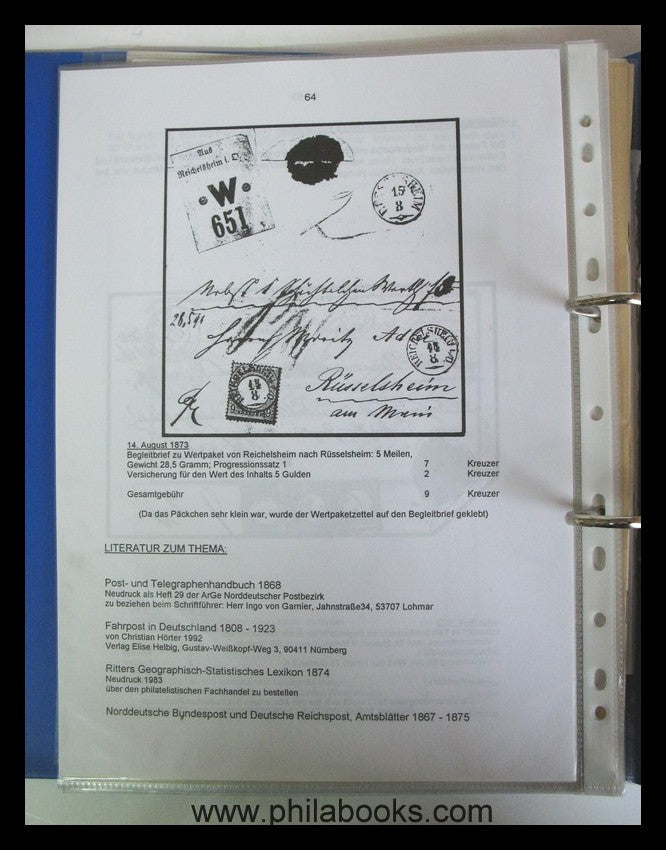 64
Aus
Reichelsheim i. O.
W
651
15
8
28,5
Rüsselsheim
am Main
14. August 1873
Begleitbrief zu Wertpaket von Reichelsheim nach Rüsselsheim: 5 Meilen,
Gewicht 28,5 Gramm; Progressionssatz 1 7 Kreuzer
Versicherung für den Wert des Inhalts 5 Gulden 2 Kreuzer
Gesamtgebühr 9 Kreuzer
(Da das Päckchen sehr klein war, wurde der Wertpaketzettel auf den Begleitbrief geklebt)
LITERATUR ZUM THEMA:
Post- und Telegraphenhandbuch 1868
Neudruck als Heft 29 der ArGe Norddeutscher Postbezirk
zu beziehen beim Schriftführer: Herr Ingo von Garnier, Jahnstraße34, 53707 Lohmar
Fahrpost in Deutschland 1808 - 1923
von Christian Hörter 1992
Verlag Elise Helbig, Gustav-Weißkopf-Weg 3, 90411 Nürnberg
Ritters Geographisch-Statistisches Lexikon 1874
Neudruck 1983
über den philatelistischen Fachhandel zu bestellen
Norddeutsche Bundespost und Deutsche Reichspost, Amtsblätter 1867 - 1875
www.philabooks.com